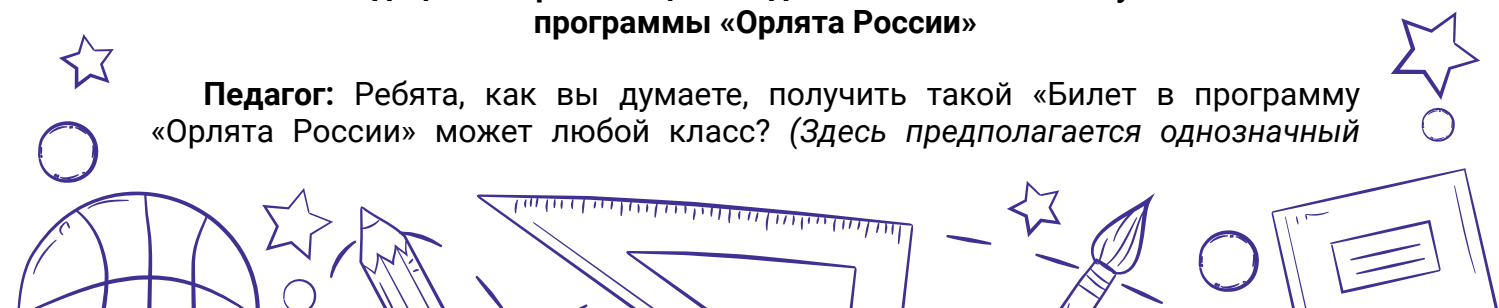 программы «Орлята России»
Педагог: Ребята, как вы думаете, получить такой «Билет в программу
«Орлята России» может любой класс? (Здесь предполагается однозначный